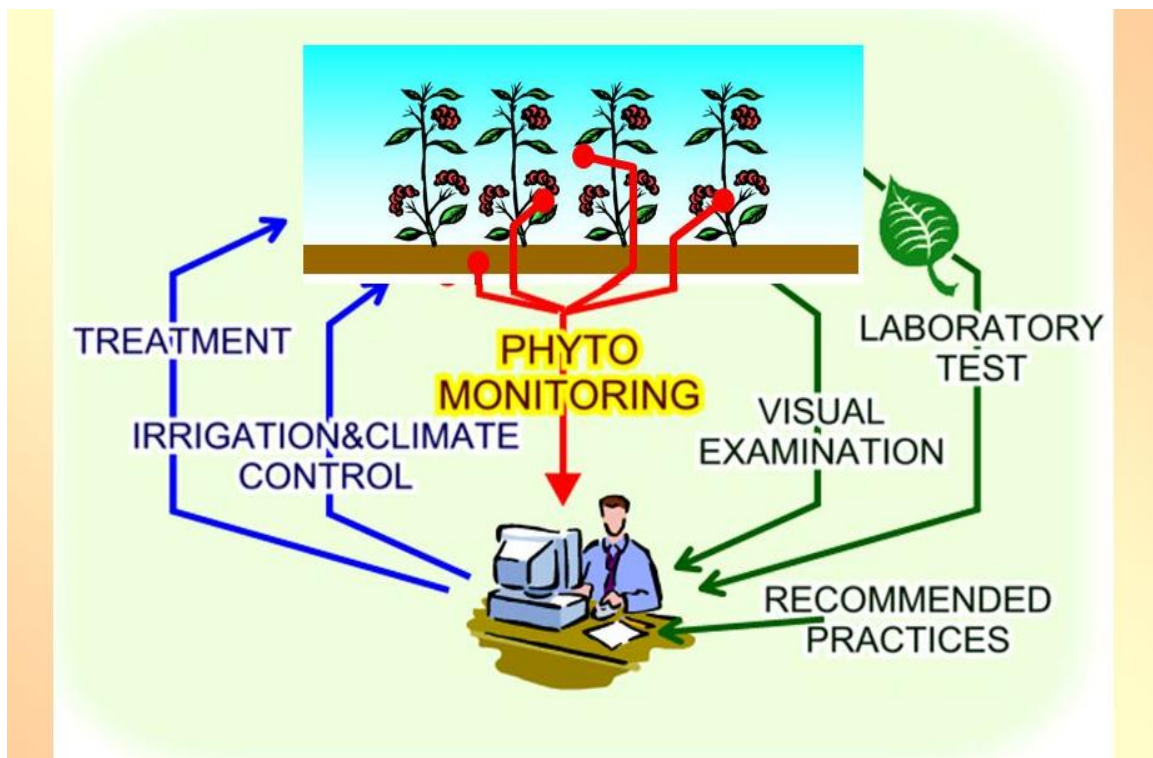 TREATMENT
IRRIGATION&CLIMATE
CONTROL
PHYTO
MONITORING
VISUAL
EXAMINATION
LABORATORY
TEST
RECOMMENDED
PRACTICES